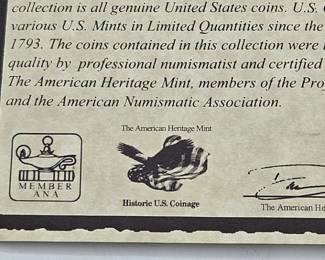 collection is all genuine United States coins. U.S.
various U.S. Mints in Limited Quantities since the
1793. The coins contained in this collection were
quality by professional numismatist and certified
The American Heritage Mint, members of the Pro
and the American Numismatic Association.
The American Heritage Mint
MEMBER
ANA
Historic U.S. Coinage
The American He